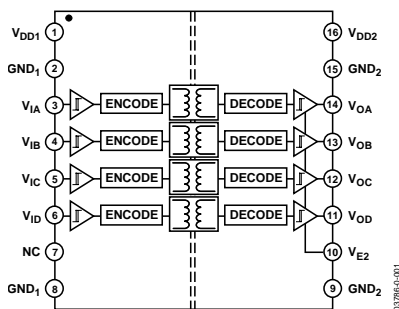 VDD1 1 16 VDD2
GND1 2 15 GND2
VIA 3 ENCODE DECODE 14 VOA
VIB 4 ENCODE DECODE 13 VOB
VIC 5 ENCODE DECODE 12 VOC
VID 6 ENCODE DECODE 11 VOD
NC 7 10 VE2
GND1 8 9 GND2
03786-0-001